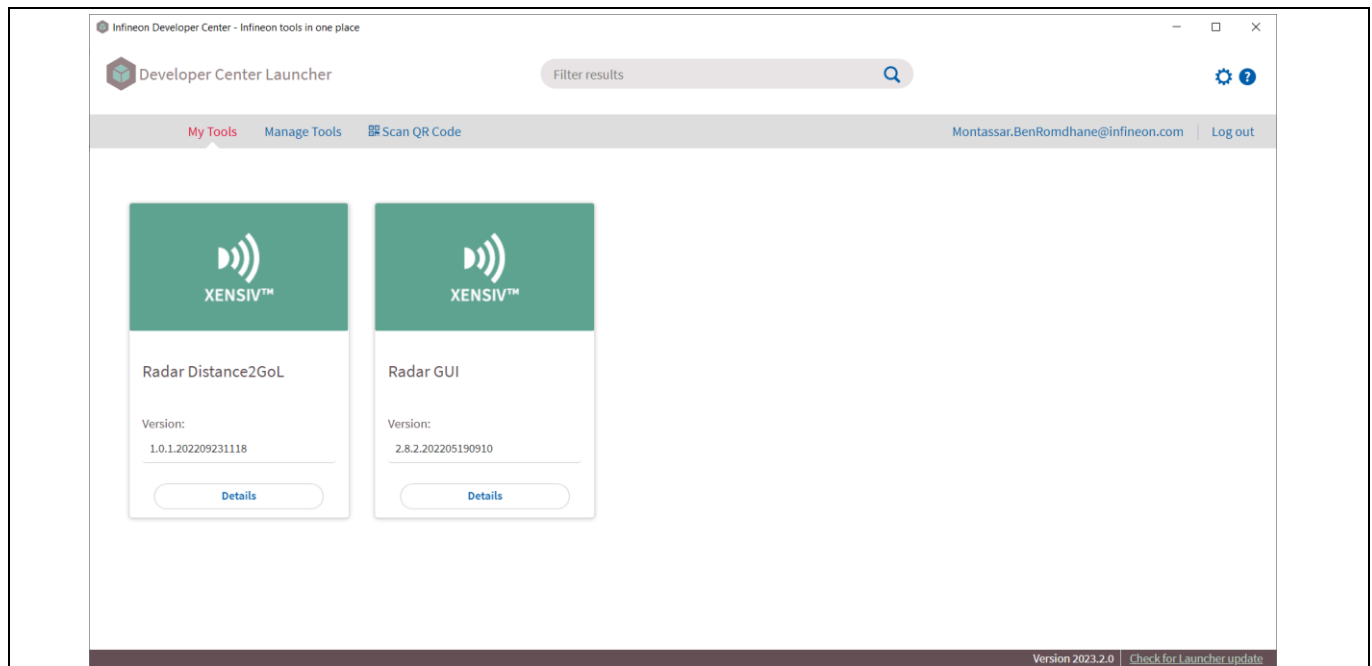 Infineon Developer Center - Infineon tools in one place
Developer Center Launcher
Filter results
?
My Tools Manage Tools Scan QR Code Montassar.BenRomdhane@infineon.com Log out
XENSIV™ XENSIV™
Radar Distance2GoL Radar GUI
Version: Version:
1.0.1.202209231118 2.8.2.202205190910
Details Details
Version 2023.2.0 Check for Launcher update